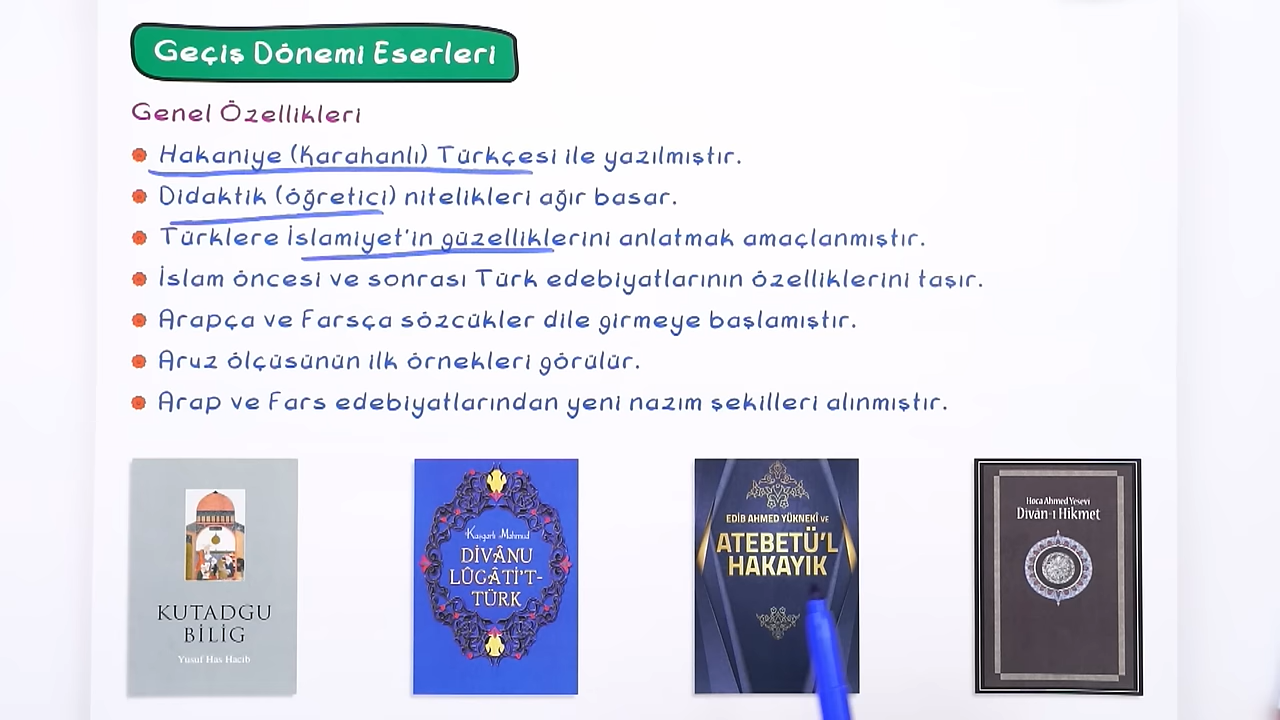 Geçiş Dönemi Eserleri
Genel Özellikleri
Hakaniye (Karahanlı) Türkçesi ile yazılmıştır.
Didaktik (öğretici) nitelikleri ağır basar.
Türklere İslamiyet'in güzelliklerini anlatmak amaçlanmıştır.
İslam öncesi ve sonrası Türk edebiyatlarının özelliklerini taşır.
Arapça ve Farsça sözcükler dile girmeye başlamıştır.
Aruz ölçüsünün ilk örnekleri görülür.
Arap ve Fars edebiyatlarından yeni nazım şekilleri alınmıştır.
KUTADGU
BİLİG
Yusuf Has Hacib
Kaşgarlı Mahmud
DİVÂNU
LÛGÂTİ'T-
TÜRK
EDİB AHMED YÜKNEKÎ VE
ATEBETÜ'L
HAKAYIK
Hoca Ahmed Yesevi
Dîvân-ı Hikmet